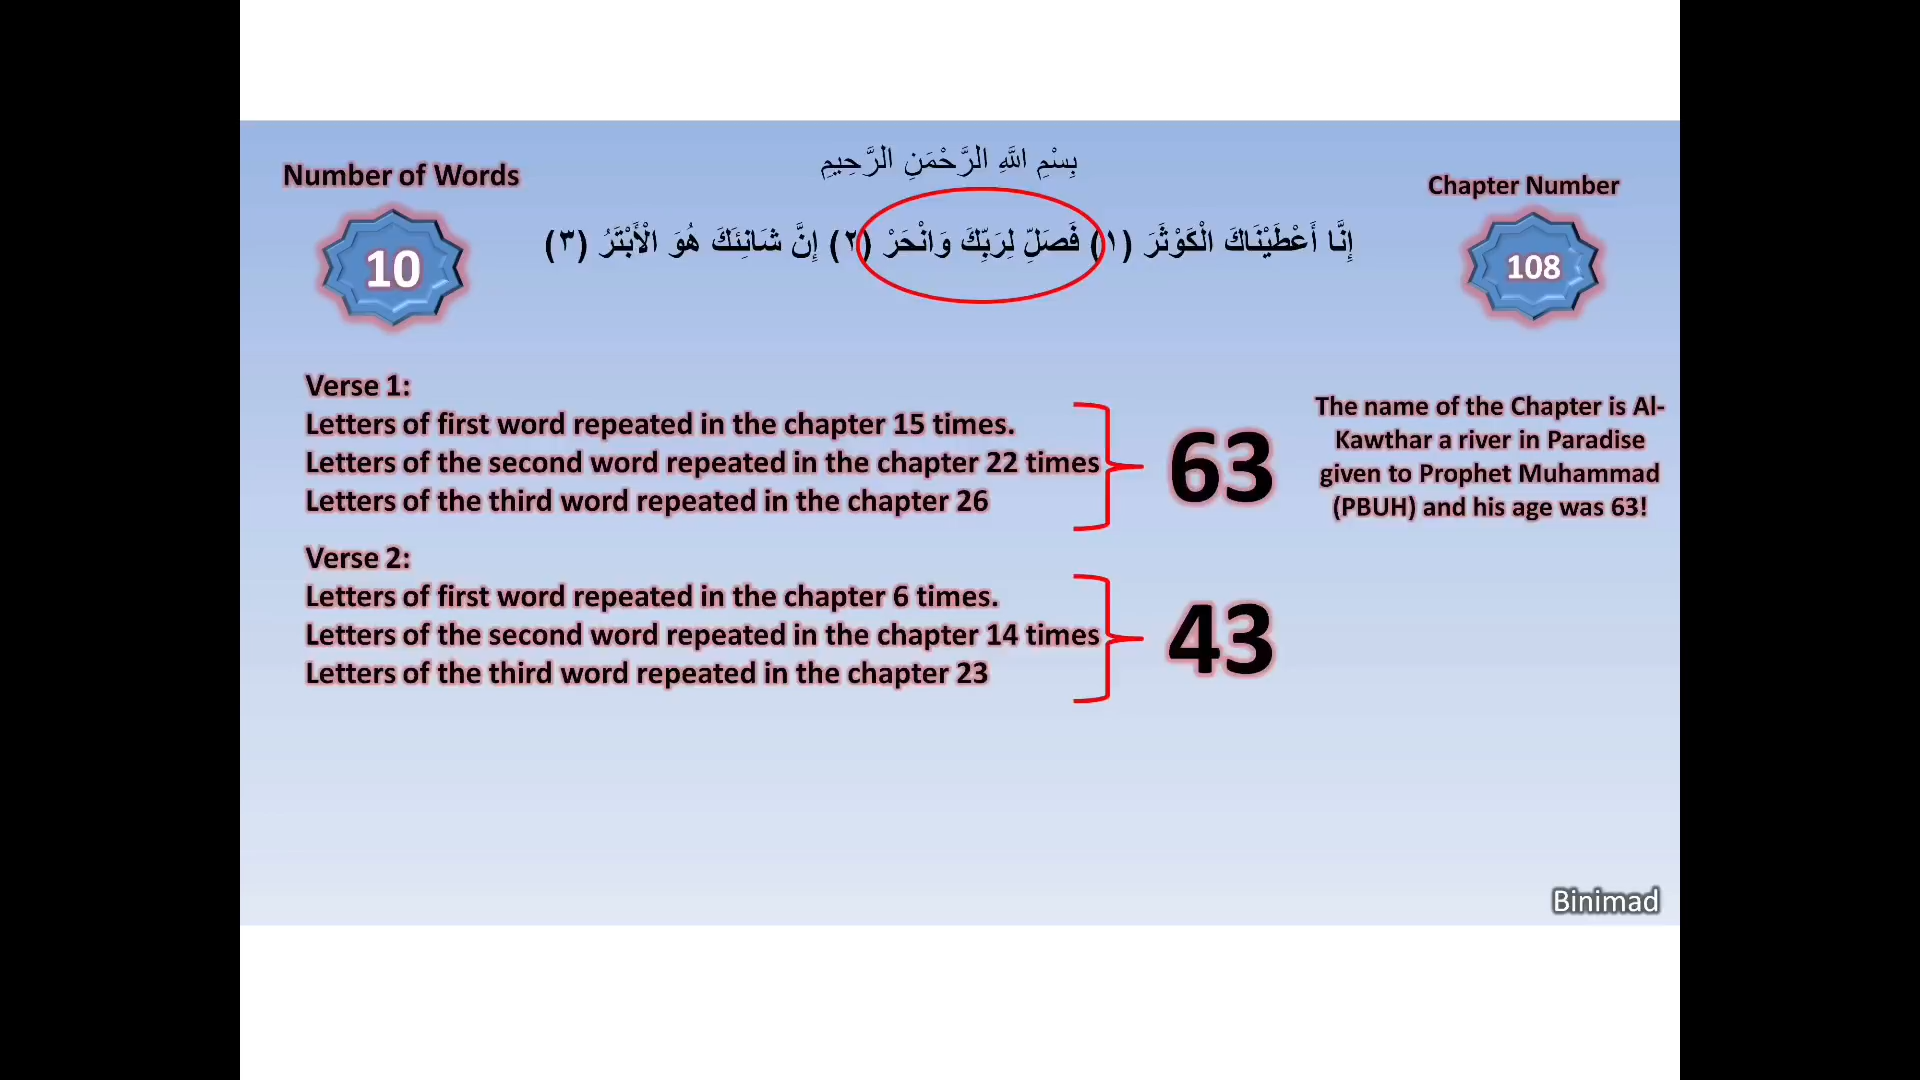 Number of Words
10
بِسْمِ اللَّهِ الرَّحْمَنِ الرَّحِيمِ
إِنَّا أَعْطَيْنَاكَ الْكَوْثَرَ (١) فَصَلِّ لِرَبِّكَ وَانْحَرْ (٢) إِنَّ شَانِئَكَ هُوَ الْأَبْتَرُ (٣)
Chapter Number
108
Verse 1:
Letters of first word repeated in the chapter 15 times.
Letters of the second word repeated in the chapter 22 times
Letters of the third word repeated in the chapter 26
63
The name of the Chapter is Al-
Kawthar a river in Paradise
given to Prophet Muhammad
(PBUH) and his age was 63!
Verse 2:
Letters of first word repeated in the chapter 6 times.
Letters of the second word repeated in the chapter 14 times
Letters of the third word repeated in the chapter 23
43
Binimad